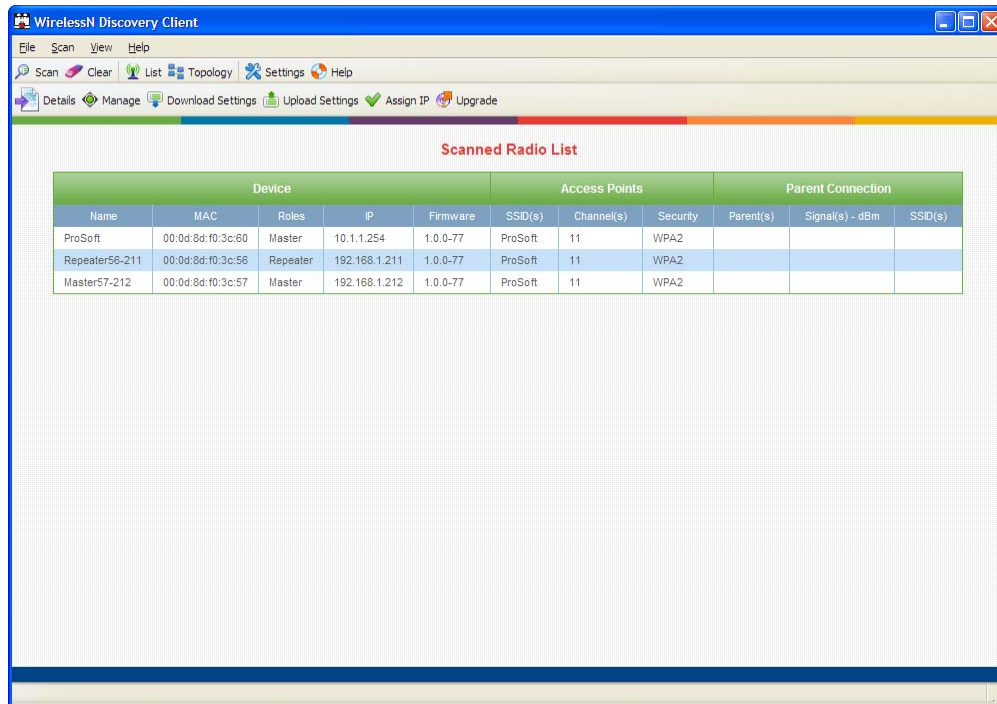 WirelessN Discovery Client
File Scan View Help
Scan Clear List Topology Settings Help
Details Manage Download Settings Upload Settings Assign IP Upgrade
Scanned Radio List
Device Access Points Parent Connection
Name MAC Roles IP Firmware SSID(s) Channel(s) Security Parent(s) Signal(s) - dBm SSID(s)
ProSoft 00:0d:8d:f0:3c:60 Master 10.1.1.254 1.0.0-77 ProSoft 11 WPA2
Repeater56-211 00:0d:8d:f0:3c:56 Repeater 192.168.1.211 1.0.0-77 ProSoft 11 WPA2
Master57-212 00:0d:8d:f0:3c:57 Master 192.168.1.212 1.0.0-77 ProSoft 11 WPA2